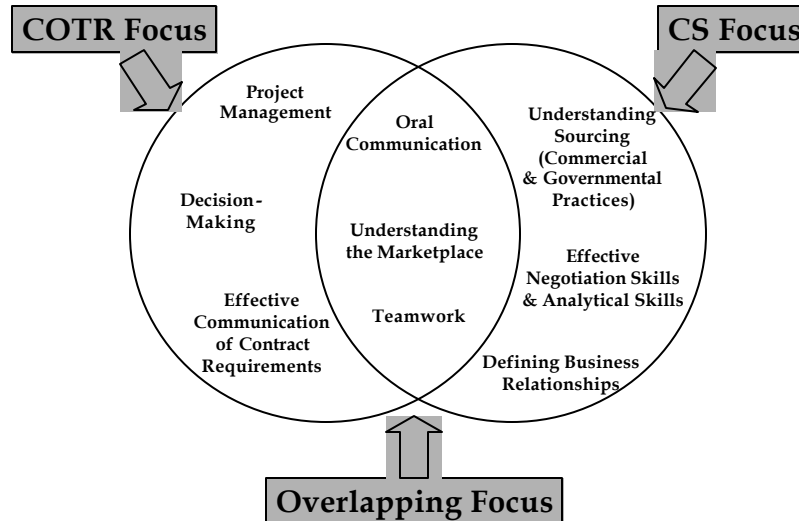 COTR Focus
CS Focus
Project
Management
Decision-
Making
Effective
Communication
of Contract
Requirements
Oral
Communication
Understanding
the Marketplace
Teamwork
Understanding
Sourcing
(Commercial
& Governmental
Practices)
Effective
Negotiation Skills
& Analytical Skills
Defining Business
Relationships
Overlapping Focus